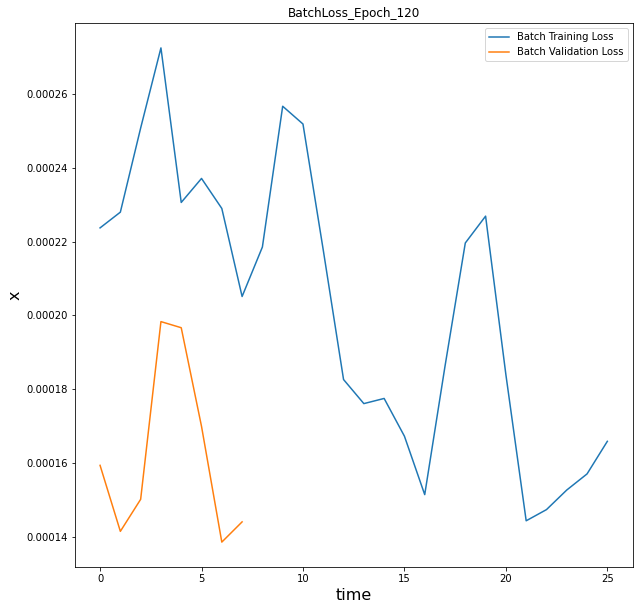 BatchLoss_Epoch_120
Batch Training Loss
Batch Validation Loss
0.00026
0.00024
0.00022
0.00020
0.00018
0.00016
0.00014
x
0
5
10
15
20
25
time